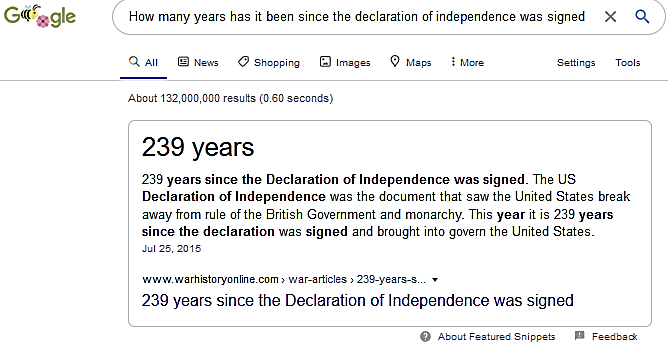 Google
How many years has it been since the declaration of independence was signed
All News Shopping Images Maps More Settings Tools
About 132,000,000 results (0.60 seconds)
239 years
239 years since the Declaration of Independence was signed. The US
Declaration of Independence was the document that saw the United States break
away from rule of the British Government and monarchy. This year it is 239 years
since the declaration was signed and brought into govern the United States.
Jul 25, 2015
www.warhistoryonline.com › war-articles › 239-years-s...
239 years since the Declaration of Independence was signed
About Featured Snippets Feedback